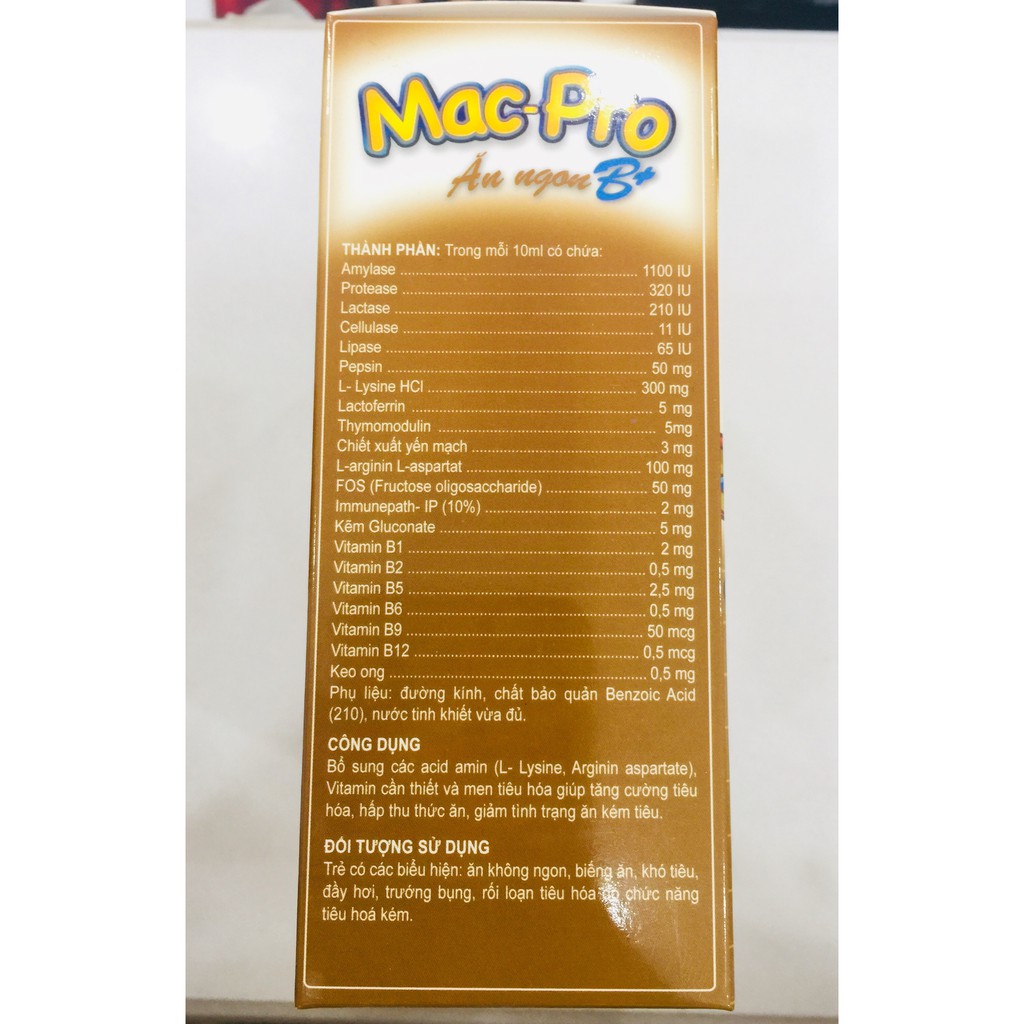 Mac-Pro
Ăn ngon B+
THÀNH PHẦN: Trong mỗi 10ml có chứa:
Amylase ........ 1100 IU
Protease ........ 320 IU
Lactase ........ 210 IU
Cellulase ........ 11 IU
Lipase ........ 65 IU
Pepsin ........ 50 mg
L- Lysine HCl ........ 300 mg
Lactoferrin ........ 5 mg
Thymomodulin ........ 5mg
Chiết xuất yến mạch ........ 3 mg
L-arginin L-aspartat ........ 100 mg
FOS (Fructose oligosaccharide) ........ 50 mg
Immunepath- IP (10%) ........ 2 mg
Kẽm Gluconate ........ 5 mg
Vitamin B1 ........ 2 mg
Vitamin B2 ........ 0,5 mg
Vitamin B5 ........ 2,5 mg
Vitamin B6 ........ 0,5 mg
Vitamin B9 ........ 50 mcg
Vitamin B12 ........ 0,5 mcg
Keo ong ........ 0,5 mg
Phụ liệu: đường kính, chất bảo quản Benzoic Acid
(210), nước tinh khiết vừa đủ.
CÔNG DỤNG
Bổ sung các acid amin (L- Lysine, Arginin aspartate),
Vitamin cần thiết và men tiêu hóa giúp tăng cường tiêu
hóa, hấp thu thức ăn, giảm tình trạng ăn kém tiêu.
ĐỐI TƯỢNG SỬ DỤNG
Trẻ có các biểu hiện: ăn không ngon, biếng ăn, khó tiêu,
đầy hơi, trướng bụng, rối loạn tiêu hóa do chức năng
tiêu hoá kém.